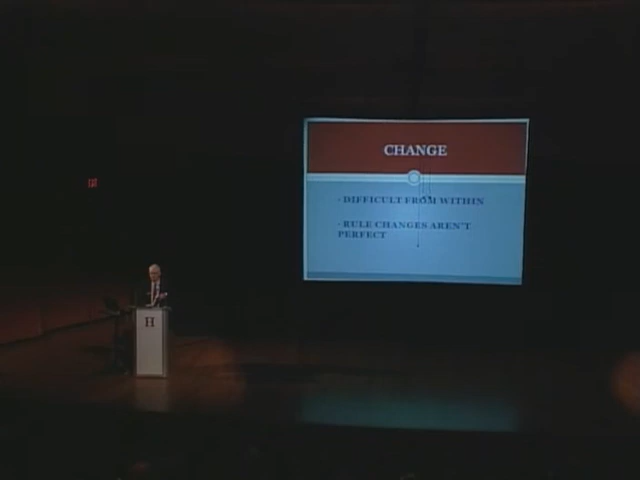 CHANGE
- DIFFICULT FROM WITHIN
- RULE CHANGES AREN'T
PERFECT
H